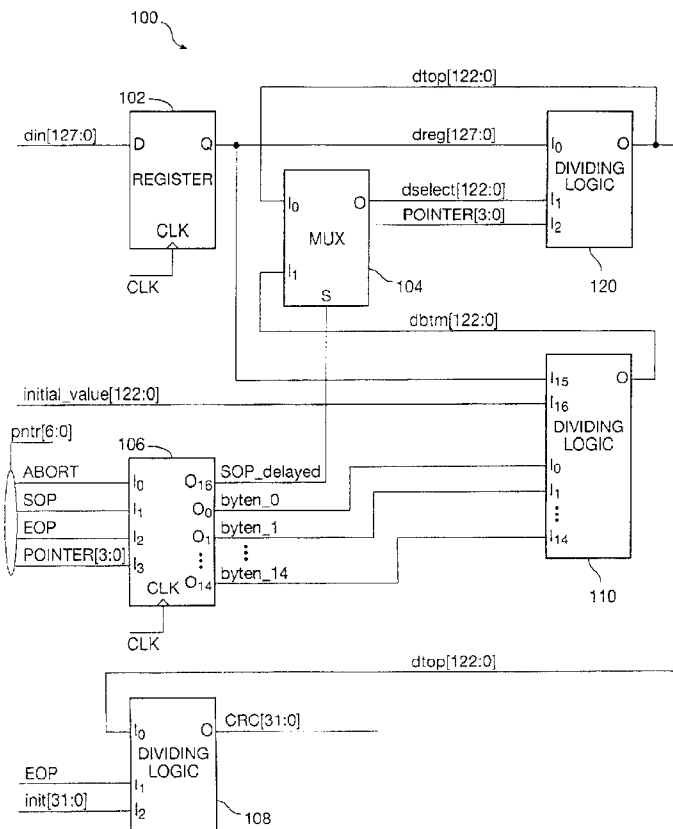 100
dtop[122:0]
102
din[127:0]
D
Q
dreg[127:0]
I0
O
REGISTER
DIVIDING
LOGIC
I0
O
dselect[122:0]
I1
POINTER[3:0]
I2
CLK
MUX
CLK
I1
104
120
S
dbtm[122:0]
I15
O
initial_value[122:0]
I16
pntr[6:0]
106
DIVIDING
LOGIC
ABORT
I0
O16
SOP_delayed
SOP
I1
O0
byten_0
I0
EOP
I2
O1
byten_1
I1
POINTER[3:0]
I3
O14
byten_14
I14
CLK
110
CLK
dtop[122:0]
I0
O
CRC[31:0]
DIVIDING
LOGIC
EOP
I1
init[31:0]
I2
108